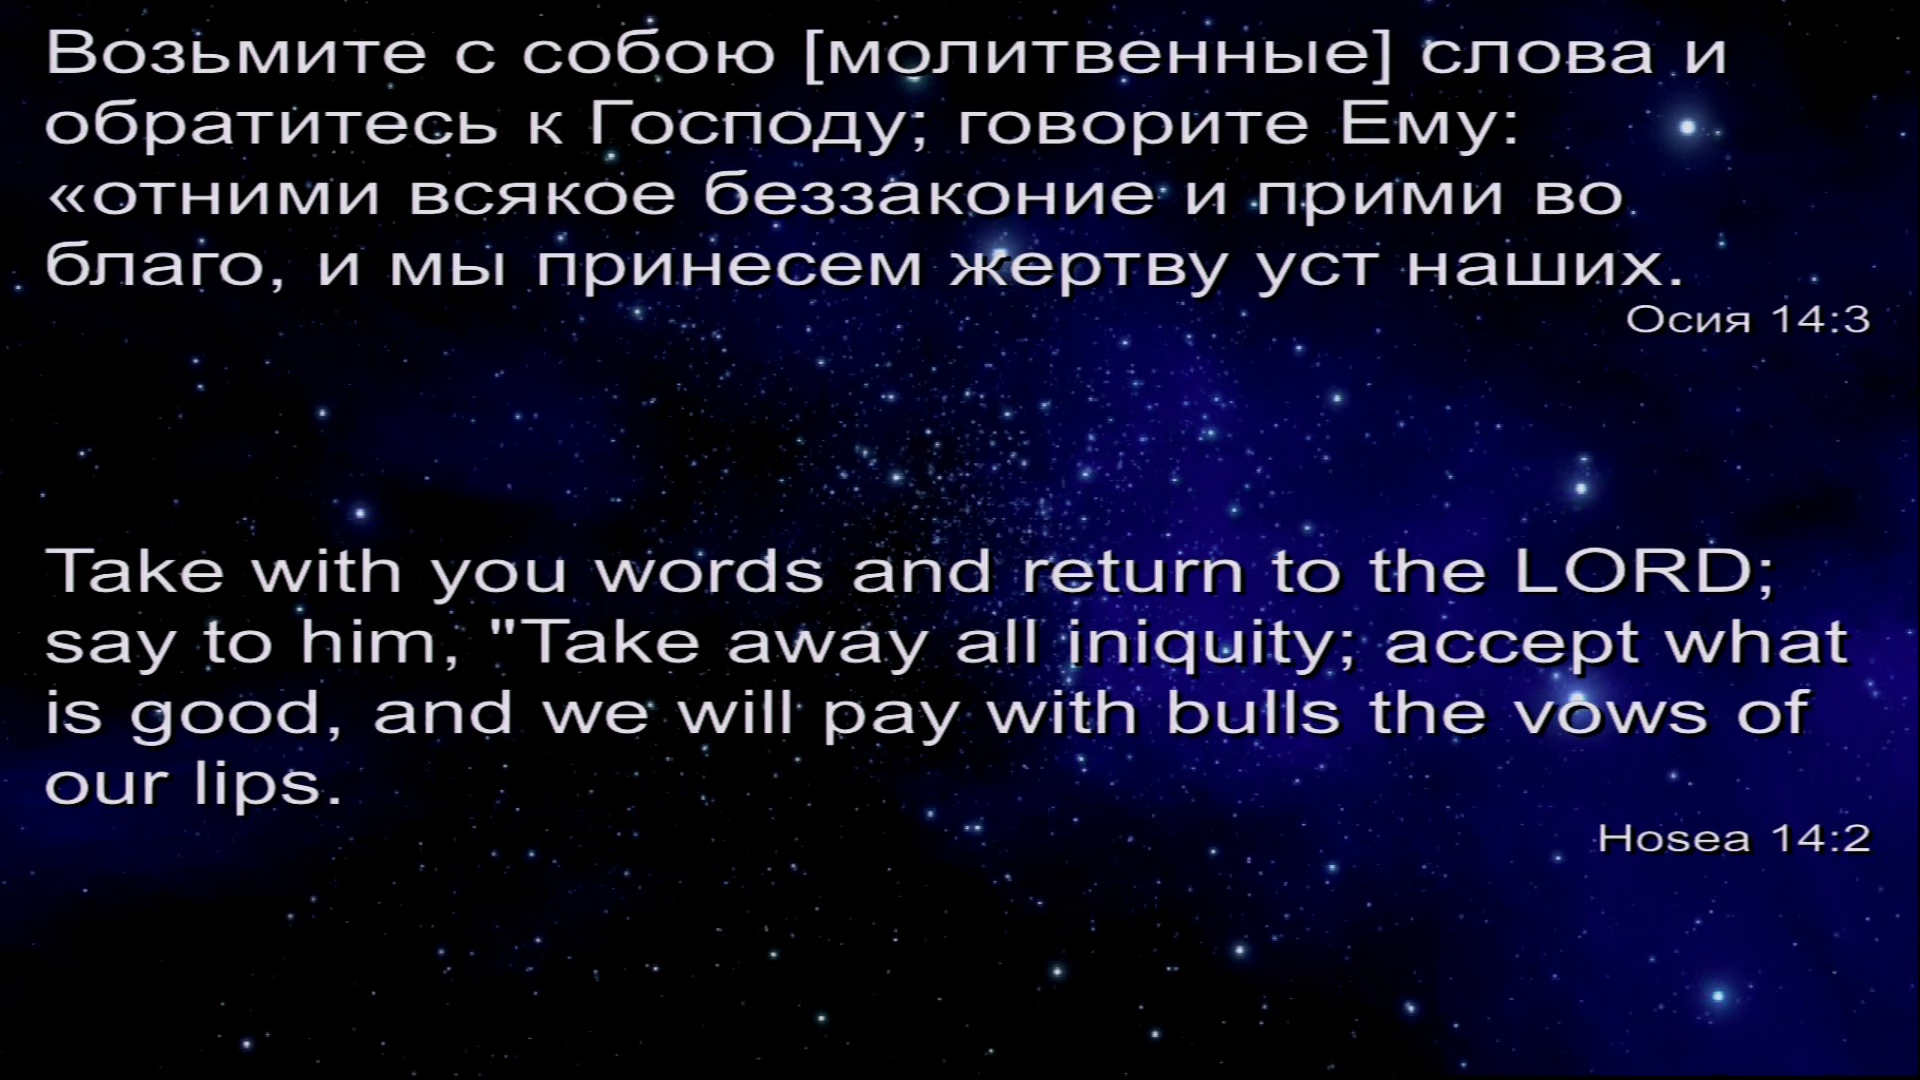 Возьмите с собою [молитвенные] слова и
обратитесь к Господу; говорите Ему:
«отними всякое беззаконие и прими во
благо, и мы принесем жертву уст наших.
Осия 14:3
Take with you words and return to the LORD;
say to him, "Take away all iniquity; accept what
is good, and we will pay with bulls the vows of
our lips.
Hosea 14:2